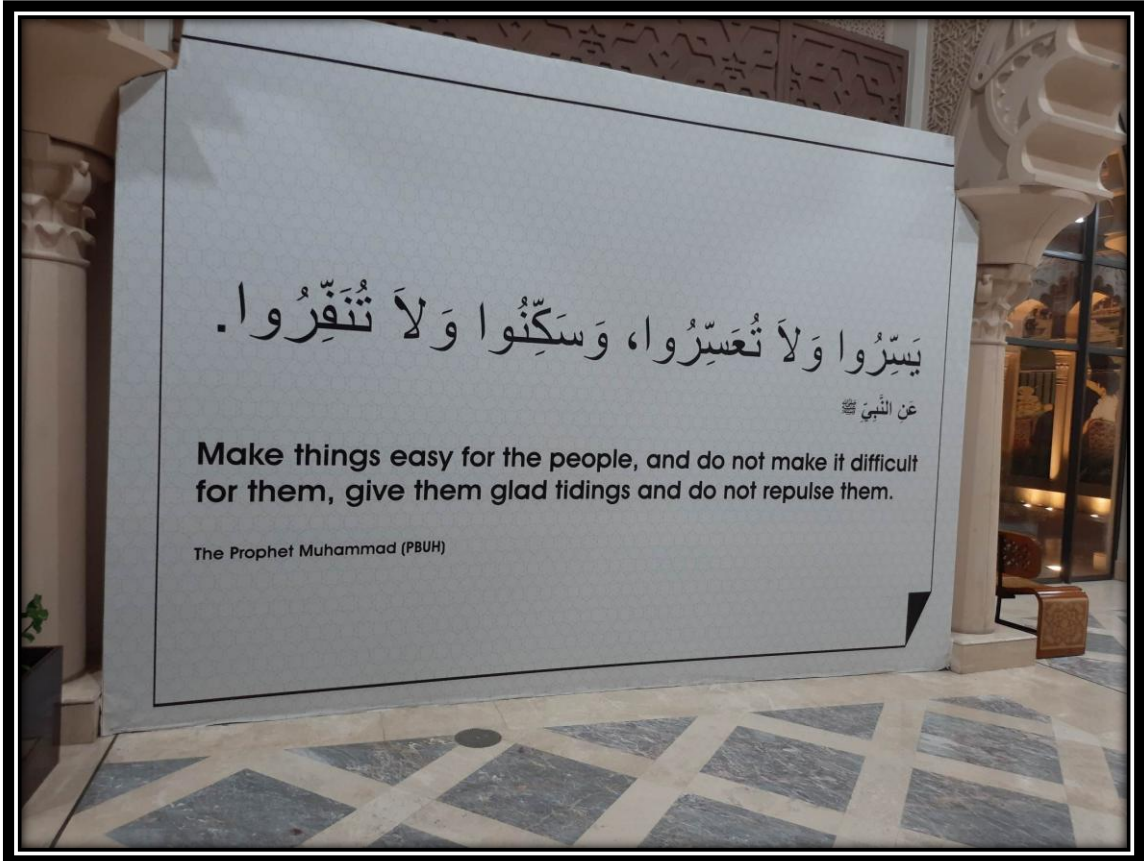 يَسِّرُوا وَلاَ تُعَسِّرُوا، وَسَكِّنُوا وَلاَ تُنَفِّرُوا.
عَنِ النَّبِيّ ﷺ
Make things easy for the people, and do not make it difficult
for them, give them glad tidings and do not repulse them.
The Prophet Muhammad (PBUH)